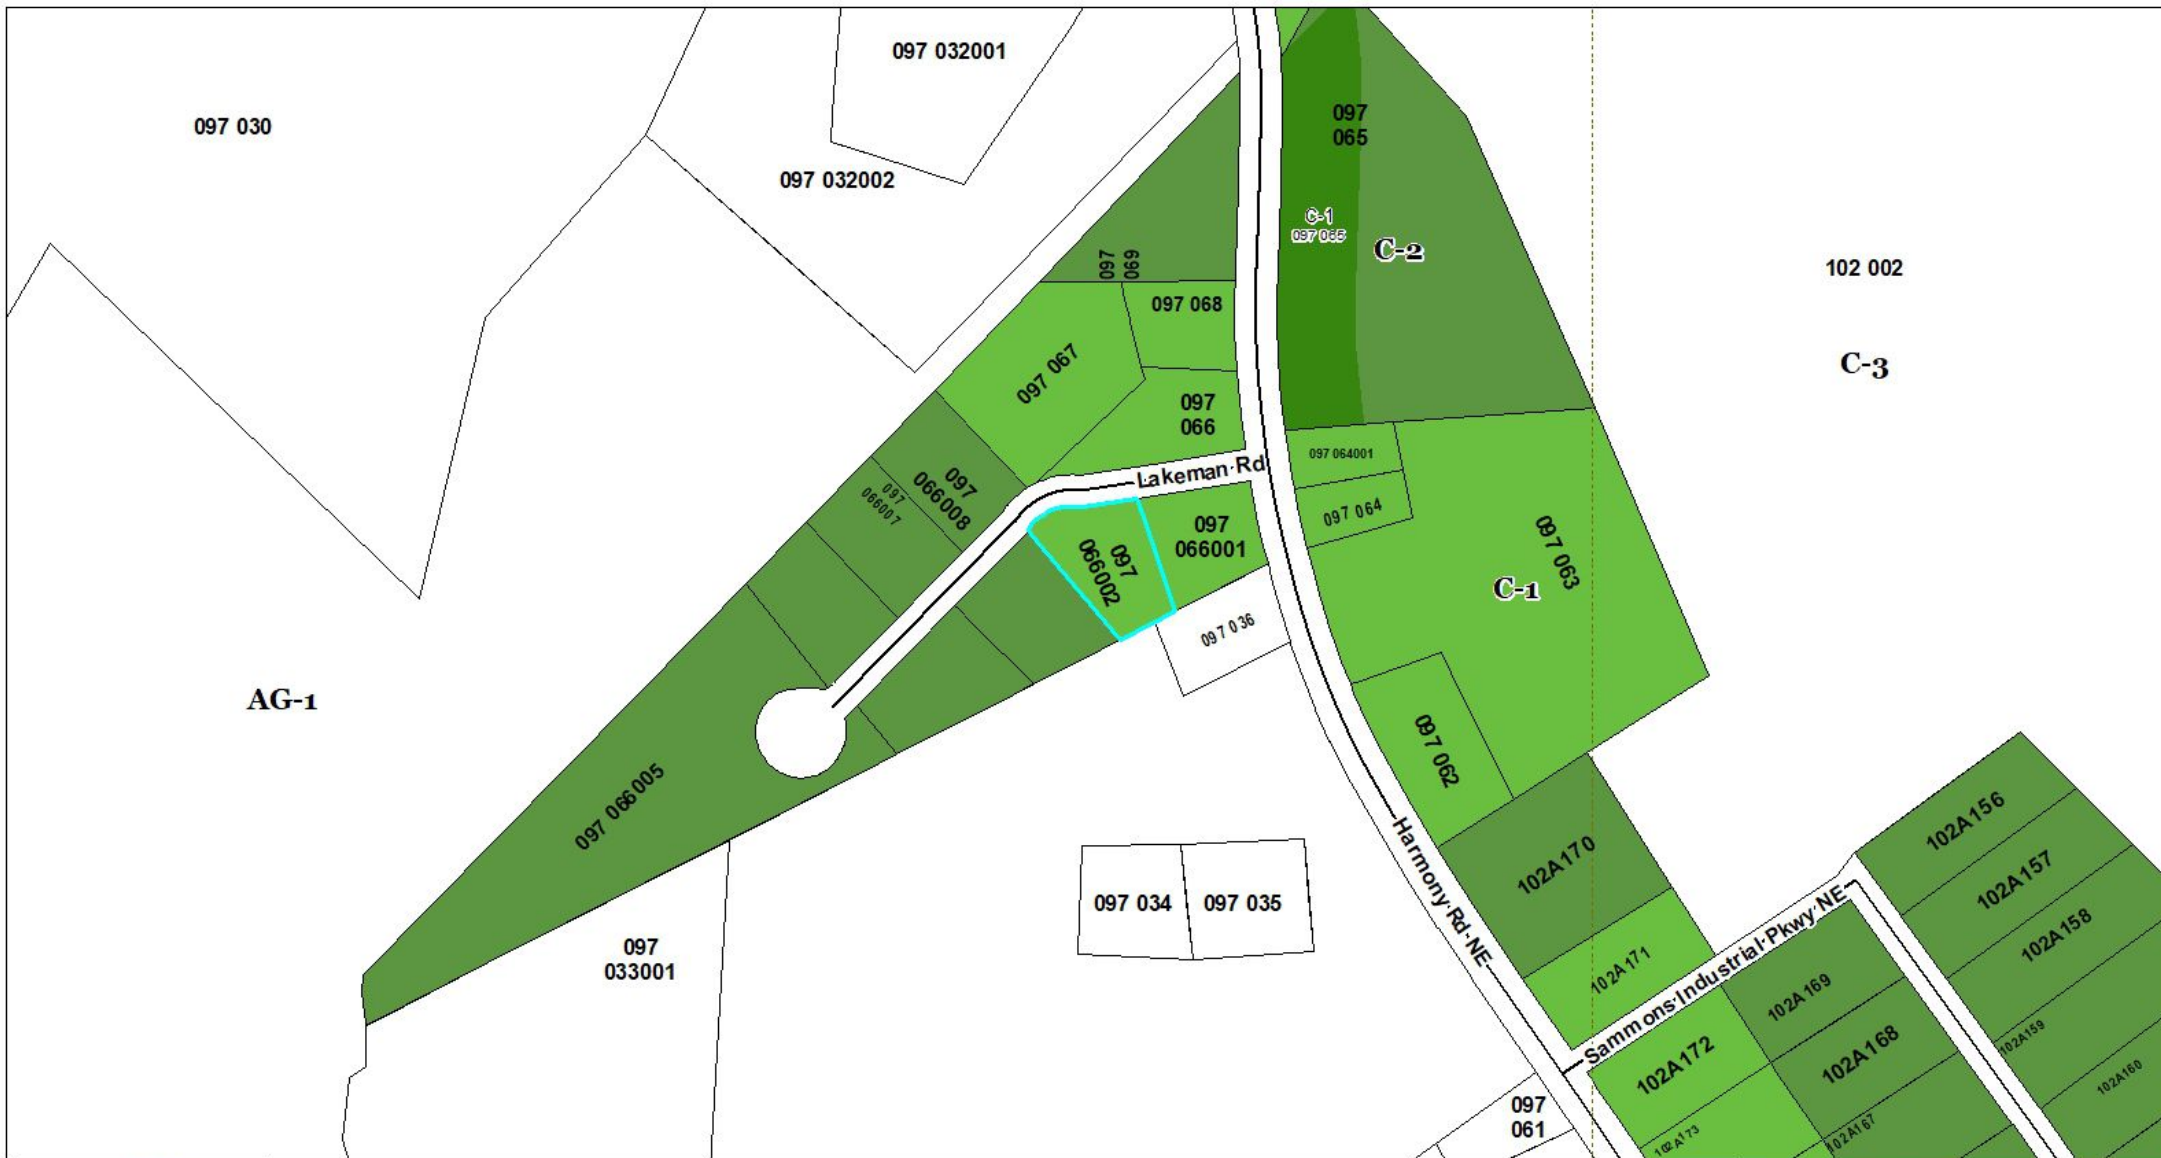 097 032001
097 030
097
065
097 032002
C-1
097 065
C-2
102 002
097
069
097 068
097 067
C-3
097
066
097 064001
Lakeman Rd
097
066008
097
066007
097 064
097
066001
097
066002
097 063
C-1
097 036
AG-1
097 062
097 066005
102A156
Harmony Rd NE
102A170
102A157
097 034
097 035
102A158
097
033001
102A171
Sammons Industrial Pkwy NE
102A169
102A159
102A168
102A172
102A160
097
061
102A173
102A167